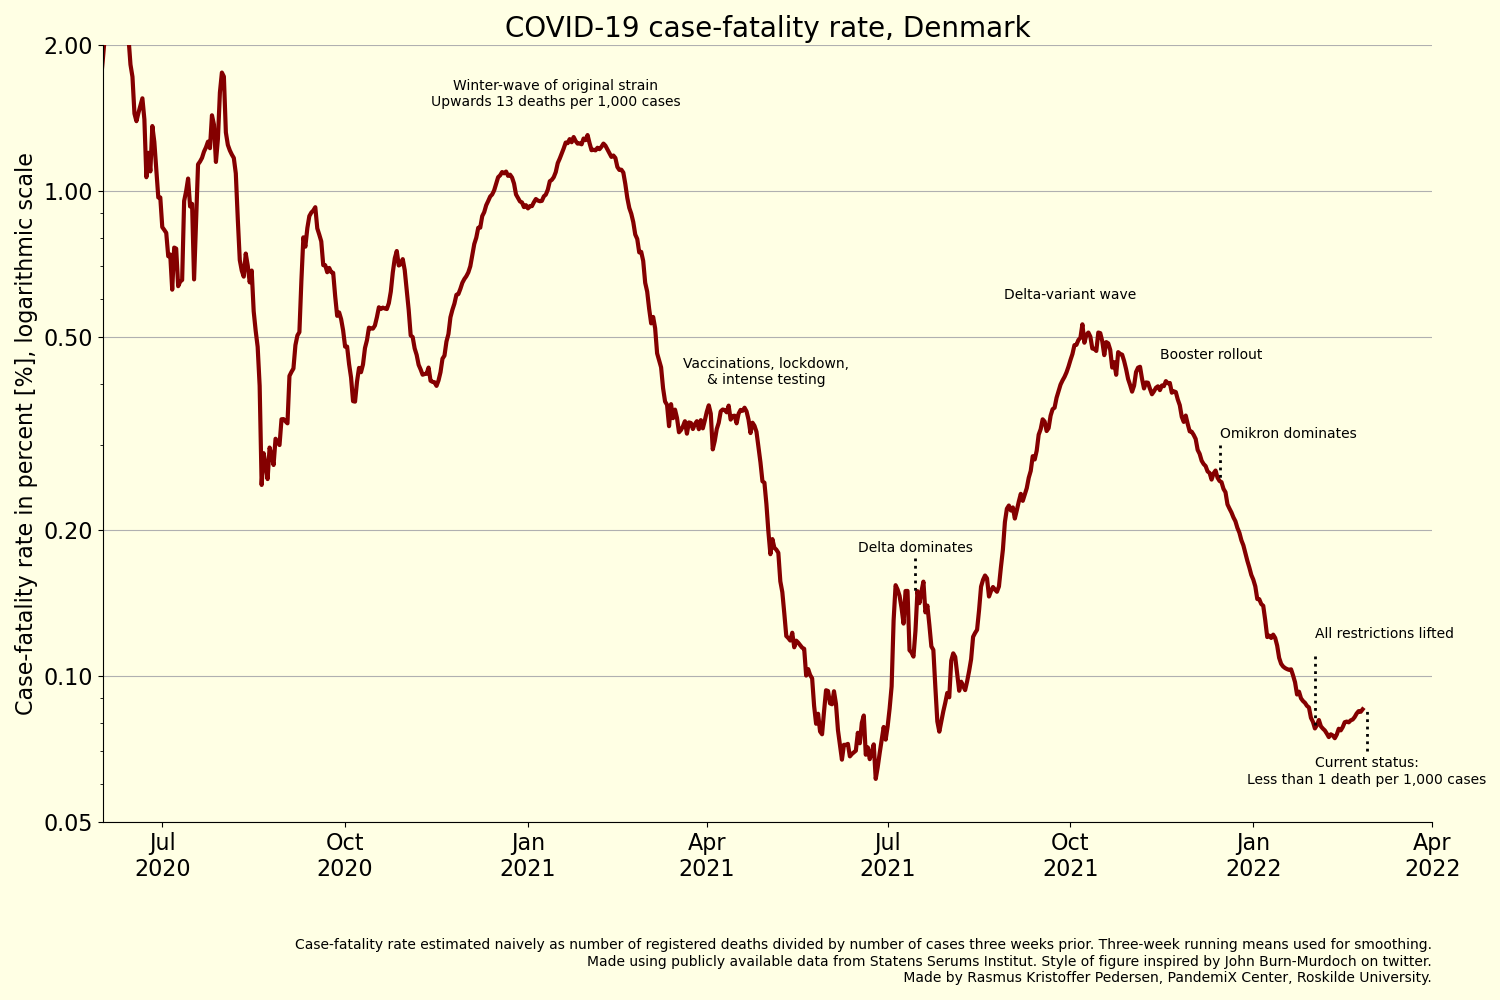 COVID-19 case-fatality rate, Denmark
Case-fatality rate in percent [%], logarithmic scale
2.00
1.00
0.50
0.20
0.10
0.05
Winter-wave of original strain
Upwards 13 deaths per 1,000 cases
Vaccinations, lockdown,
& intense testing
Delta dominates
Delta-variant wave
Booster rollout
Omikron dominates
All restrictions lifted
Current status:
Less than 1 death per 1,000 cases
Jul
2020
Oct
2020
Jan
2021
Apr
2021
Jul
2021
Oct
2021
Jan
2022
Apr
2022
Case-fatality rate estimated naively as number of registered deaths divided by number of cases three weeks prior. Three-week running means used for smoothing.
Made using publicly available data from Statens Serums Institut. Style of figure inspired by John Burn-Murdoch on twitter.
Made by Rasmus Kristoffer Pedersen, PandemiX Center, Roskilde University.